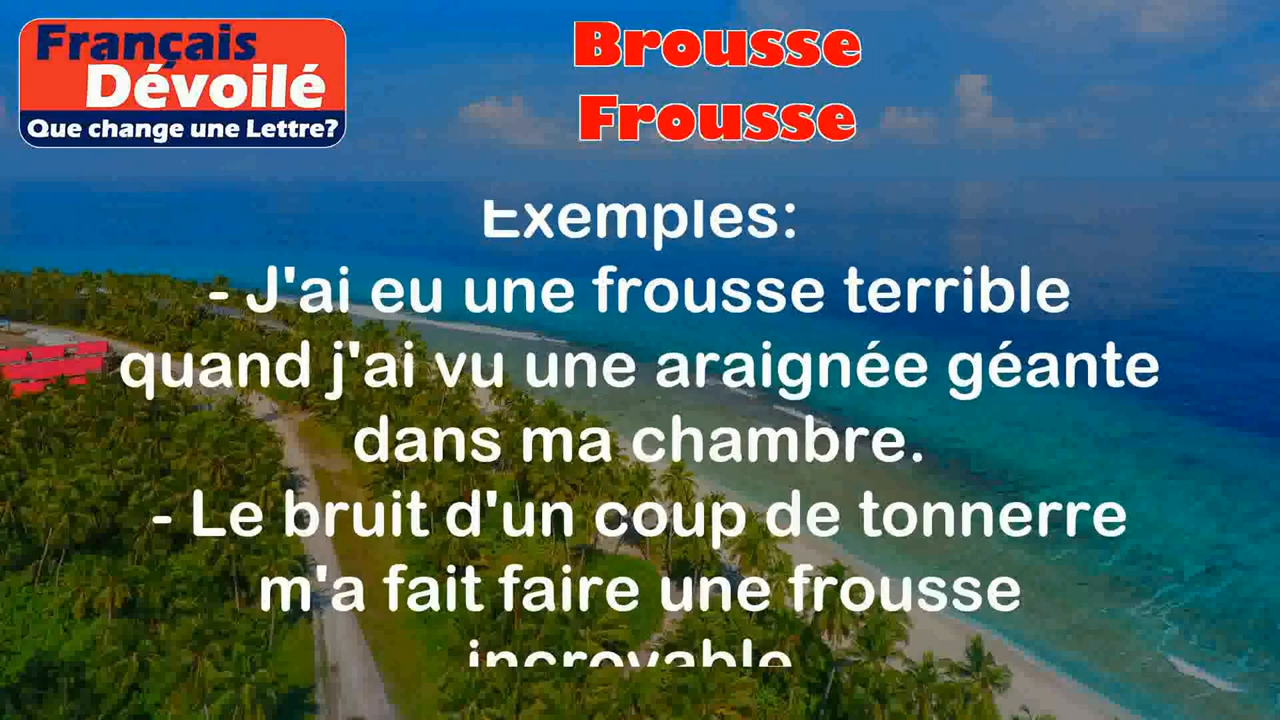 Français
Dévoilé
Que change une Lettre?
Brousse
Frousse
Exemples:
- J'ai eu une frousse terrible
quand j'ai vu une araignée géante
dans ma chambre.
- Le bruit d'un coup de tonnerre
m'a fait faire une frousse
incroyable